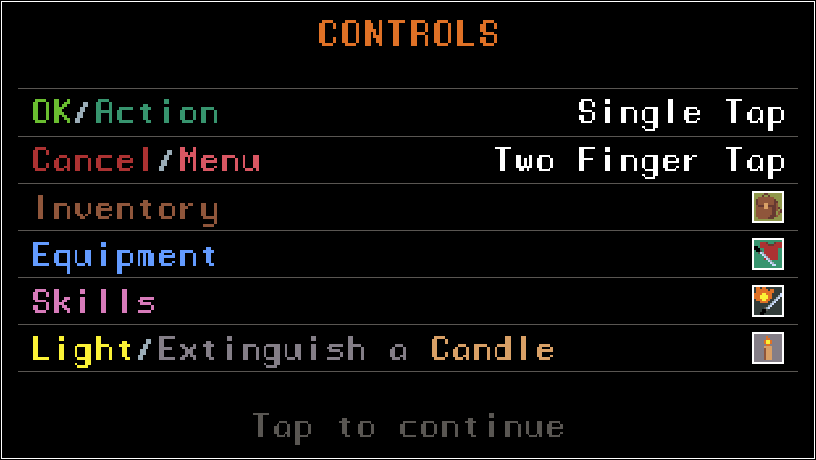 CONTROLS
OK/Action Single Tap
Cancel/Menu Two Finger Tap
Inventory
Equipment
Skills
Light/Extinguish a Candle
Tap to continue